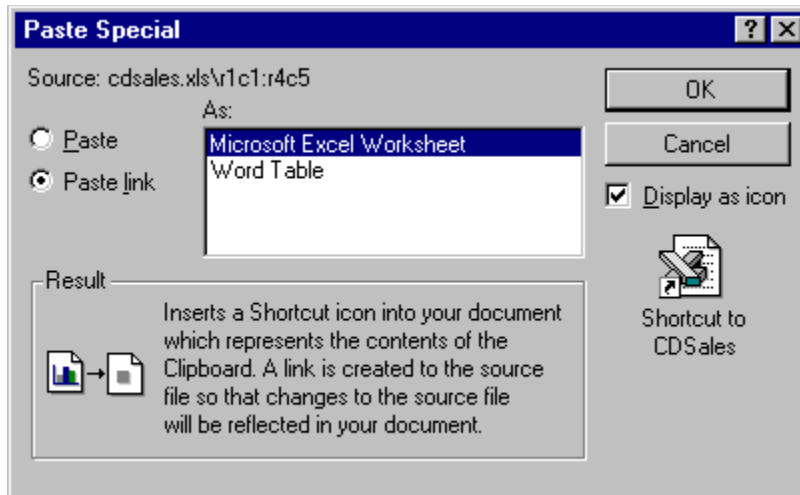 Paste Special
Source: cdsales.xls\r1c1:r4c5
As:
Paste
Paste link
Microsoft Excel Worksheet
Word Table
OK
Cancel
Display as icon
Shortcut to
CDSales
Result
Inserts a Shortcut icon into your document
which represents the contents of the
Clipboard. A link is created to the source
file so that changes to the source file
will be reflected in your document.